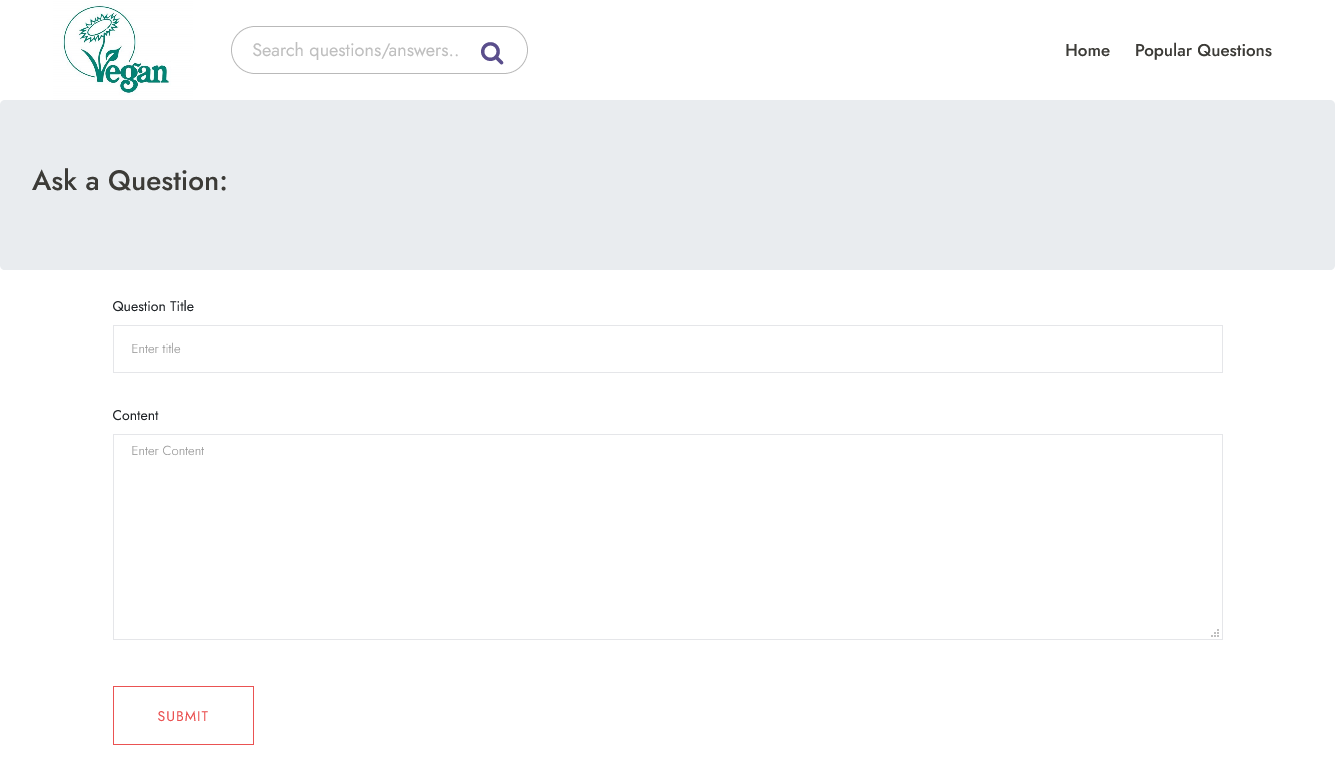 Vegan
Search questions/answers..
Home
Popular Questions
Ask a Question:
Question Title
Enter title
Content
Enter Content
SUBMIT